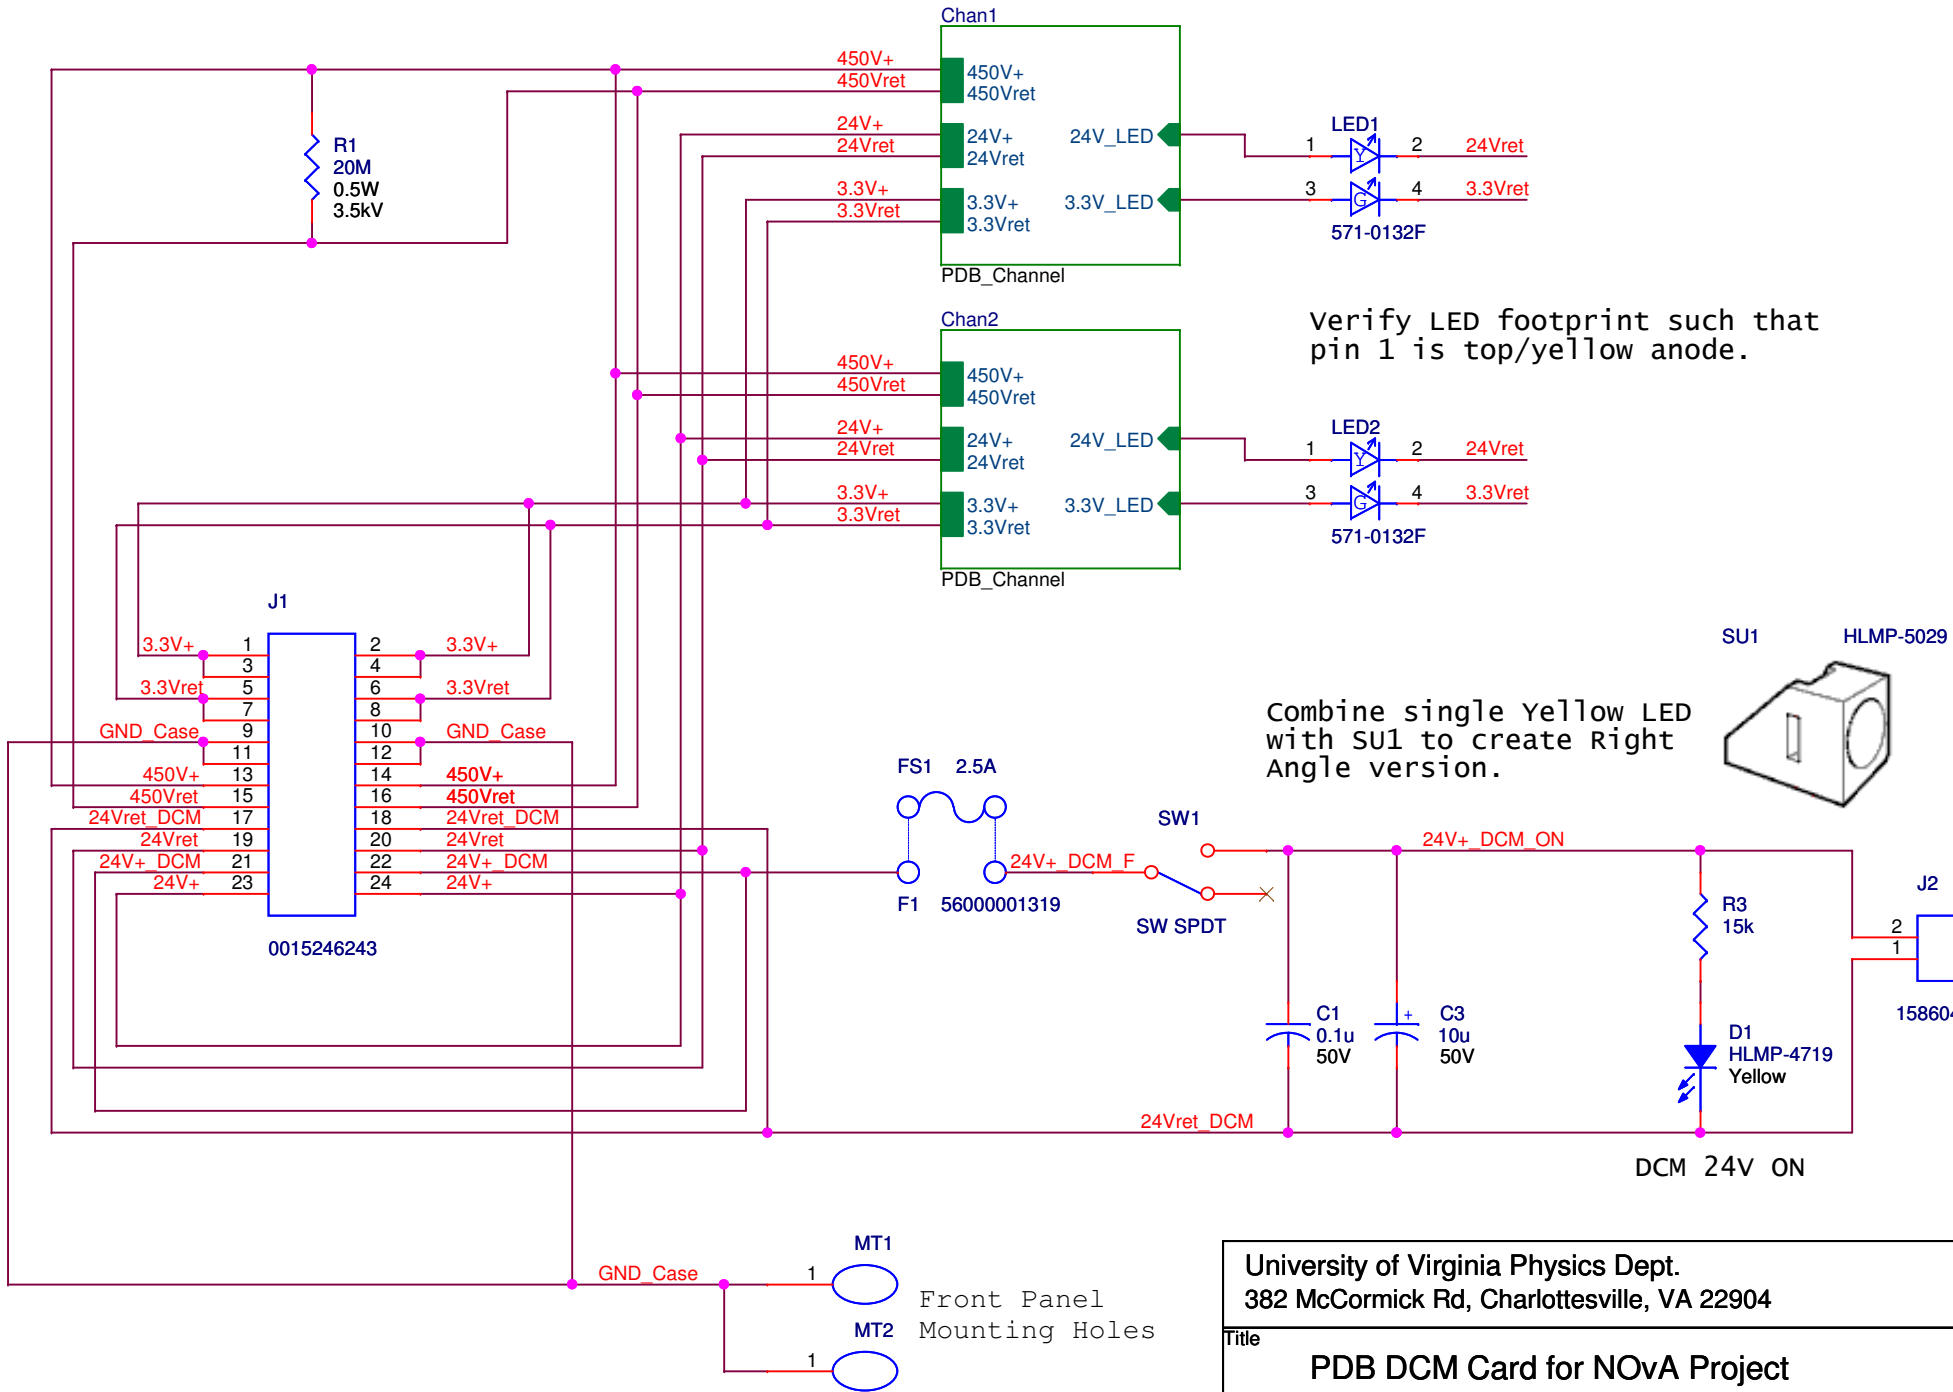 Chan1
450V+
450Vret
450V+
450Vret
24V+
24Vret
24V+
24Vret
24V_LED
3.3V+
3.3Vret
3.3V+
3.3Vret
3.3V_LED
PDB_Channel
R1
20M
0.5W
3.5kV
LED1
1
Y
2
24Vret
3
G
4
3.3Vret
571-0132F
Verify LED footprint such that
pin 1 is top/yellow anode.
Chan2
450V+
450Vret
450V+
450Vret
24V+
24Vret
24V+
24Vret
24V_LED
3.3V+
3.3Vret
3.3V+
3.3Vret
3.3V_LED
PDB_Channel
LED2
1
Y
2
24Vret
3
G
4
3.3Vret
571-0132F
J1
3.3V+ 1 2 3.3V+
3 4
3.3Vret 5 6 3.3Vret
7 8
GND_Case 9 10 GND_Case
11 12
450V+ 13 14 450V+
450Vret 15 16 450Vret
24Vret_DCM 17 18 24Vret_DCM
24Vret 19 20 24Vret
24V+_DCM 21 22 24V+_DCM
24V+ 23 24 24V+
0015246243
SU1 HLMP-5029
Combine single Yellow LED
with SU1 to create Right
Angle version.
FS1 2.5A
F1 56000001319
24V+_DCM_F
SW1
SW SPDT
24V+_DCM_ON
C1
0.1u
50V
+
C3
10u
50V
R3
15k
D1
HLMP-4719
Yellow
J2
2
1
158604
24Vret_DCM
DCM 24V ON
GND_Case
MT1
1
MT2
1
Front Panel
Mounting Holes
University of Virginia Physics Dept.
382 McCormick Rd, Charlottesville, VA 22904
Title
PDB DCM Card for NOvA Project